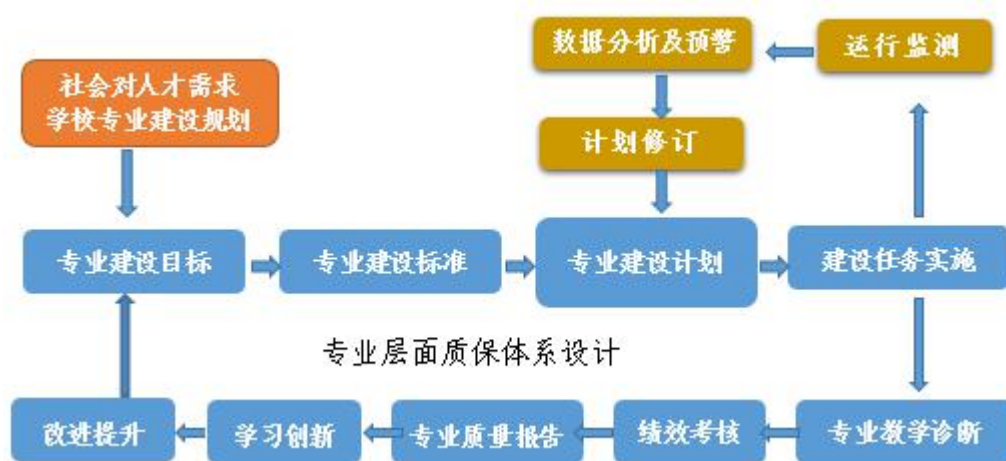 数据分析及预警
运行监测
社会对人才需求
学校专业建设规划
计划修订
专业建设目标
专业建设标准
专业建设计划
建设任务实施
专业层面质保体系设计
改进提升
学习创新
专业质量报告
绩效考核
专业教学诊断